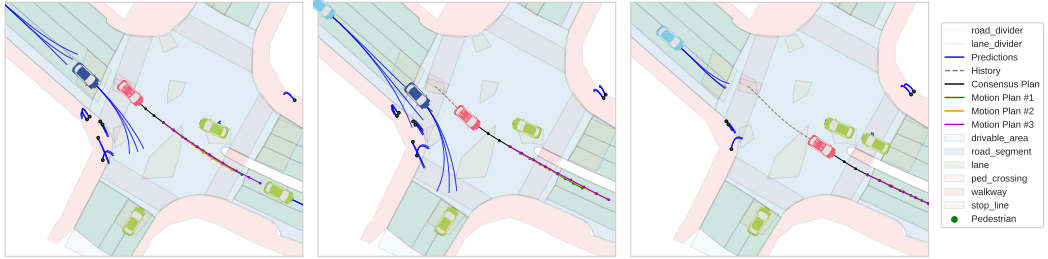 road_divider
lane_divider
Predictions
History
Consensus Plan
Motion Plan #1
Motion Plan #2
Motion Plan #3
drivable_area
road_segment
lane
ped_crossing
walkway
stop_line
Pedestrian